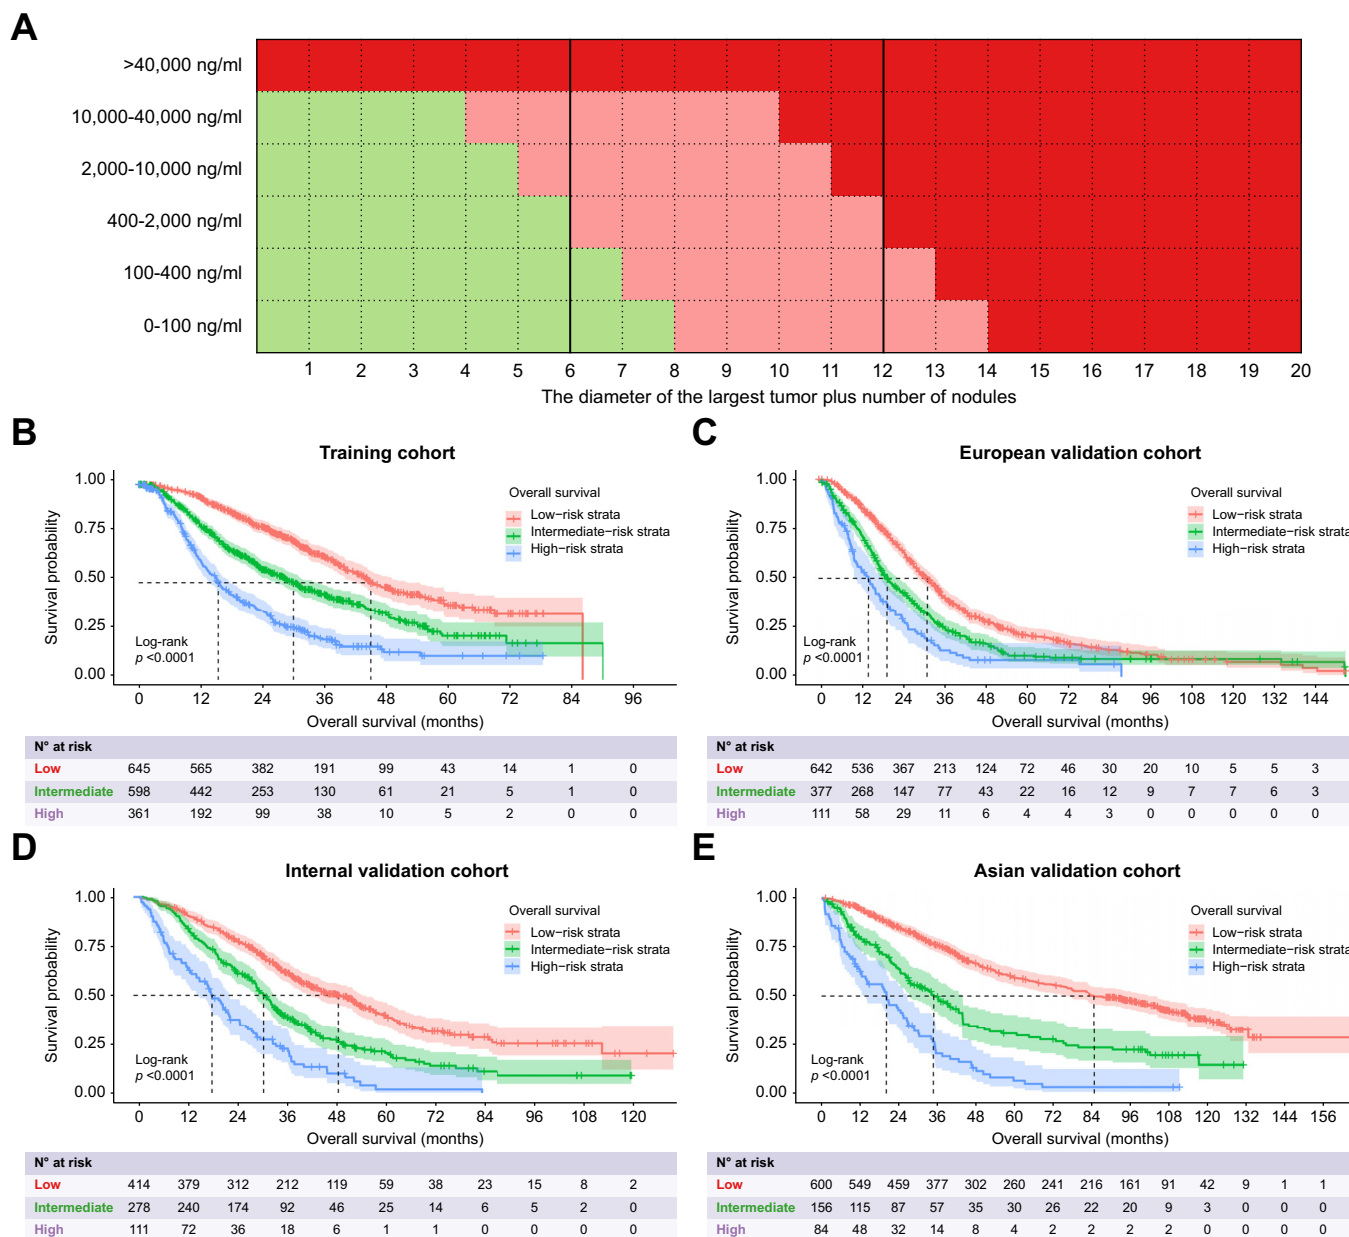 A
>40,000 ng/ml
10,000-40,000 ng/ml
2,000-10,000 ng/ml
400-2,000 ng/ml
100-400 ng/ml
0-100 ng/ml
1 2 3 4 5 6 7 8 9 10 11 12 13 14 15 16 17 18 19 20
The diameter of the largest tumor plus number of nodules
B
Training cohort
Survival probability
1.00
0.75
0.50
0.25
0.00
Overall survival
Low-risk strata
Intermediate-risk strata
High-risk strata
Log-rank
p <0.0001
0 12 24 36 48 60 72 84 96
Overall survival (months)
N° at risk
Low 645 565 382 191 99 43 14 1 0
Intermediate 598 442 253 130 61 21 5 1 0
High 361 192 99 38 10 5 2 0 0
C
European validation cohort
Survival probability
1.00
0.75
0.50
0.25
0.00
Overall survival
Low-risk strata
Intermediate-risk strata
High-risk strata
Log-rank
p <0.0001
0 12 24 36 48 60 72 84 96 108 120 132 144
Overall survival (months)
N° at risk
Low 642 536 367 213 124 72 46 30 20 10 5 5 3
Intermediate 377 268 147 77 43 22 16 12 9 7 7 6 3
High 111 58 29 11 6 4 4 3 0 0 0 0 0
D
Internal validation cohort
Survival probability
1.00
0.75
0.50
0.25
0.00
Overall survival
Low-risk strata
Intermediate-risk strata
High-risk strata
Log-rank
p <0.0001
0 12 24 36 48 60 72 84 96 108 120
Overall survival (months)
N° at risk
Low 414 379 312 212 119 59 38 23 15 8 2
Intermediate 278 240 174 92 46 25 14 6 5 2 0
High 111 72 36 18 6 1 1 0 0 0 0
E
Asian validation cohort
Survival probability
1.00
0.75
0.50
0.25
0.00
Overall survival
Low-risk strata
Intermediate-risk strata
High-risk strata
Log-rank
p <0.0001
0 12 24 36 48 60 72 84 96 108 120 132 144 156
Overall survival (months)
N° at risk
Low 600 549 459 377 302 260 241 216 161 91 42 9 1 1
Intermediate 156 115 87 57 35 30 26 22 20 9 3 0 0 0
High 84 48 32 14 8 4 2 2 2 2 0 0 0 0